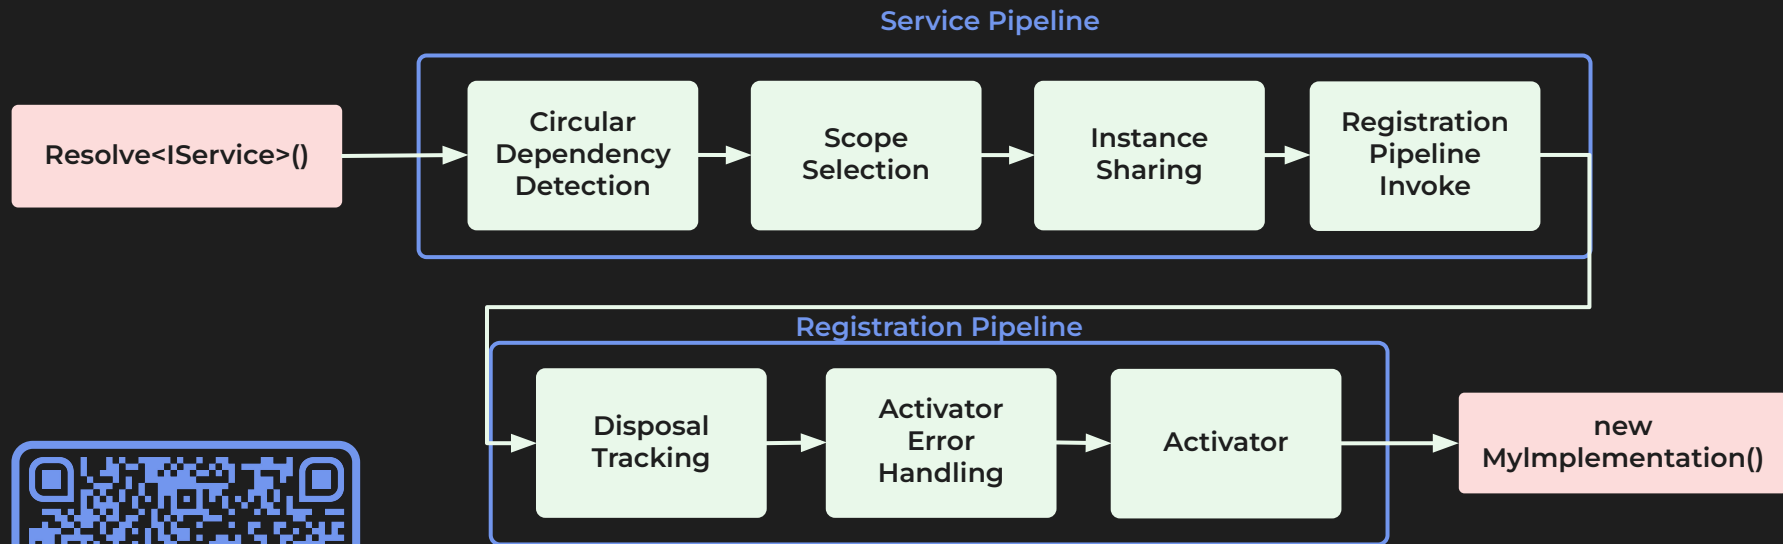 Service Pipeline
Resolve<IService>()
Circular
Dependency
Detection
Scope
Selection
Instance
Sharing
Registration
Pipeline
Invoke
Registration Pipeline
Disposal
Tracking
Activator
Error
Handling
Activator
new
MyImplementation()